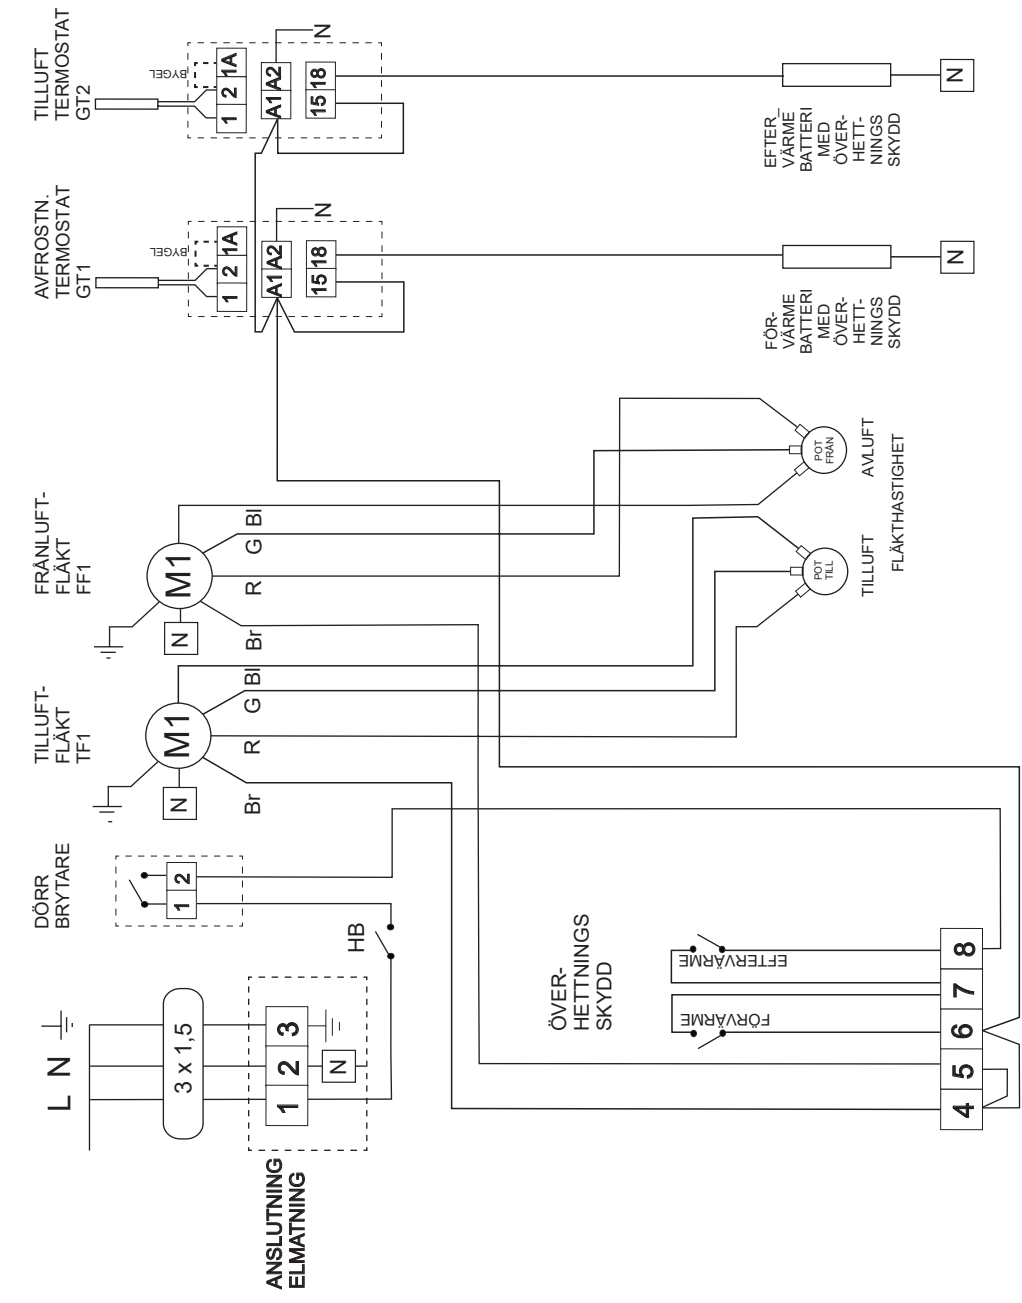 L N
3 x 1,5
1 2 3
N
ANSLUTNING
ELMATNING
DÖRR
BRYTARE
1 2
HB
TILLUFT-
FLÄKT
TF1
M1
N
Br
R
G
Bl
FRÅNLUFT-
FLÄKT
FF1
M1
N
Br
R
G
Bl
AVFROSTN.
TERMOSTAT
GT1
BYGEL
1 2 1A
A1 A2
15 18
N
TILLUFT
TERMOSTAT
GT2
BYGEL
1 2 1A
A1 A2
15 18
N
ÖVER-
HETTNINGS
SKYDD
FÖRVÄRME
EFTERVÄRME
4 5 6 7 8
POT
TILL
TILLUFT
POT
FRÅN
AVLUFT
FLÄKTHASTIGHET
FÖR-
VÄRME
BATTERI
MED
ÖVER-
HETT-
NINGS
SKYDD
N
EFTER_
VÄRME
BATTERI
MED
ÖVER-
HETT-
NINGS
SKYDD
N